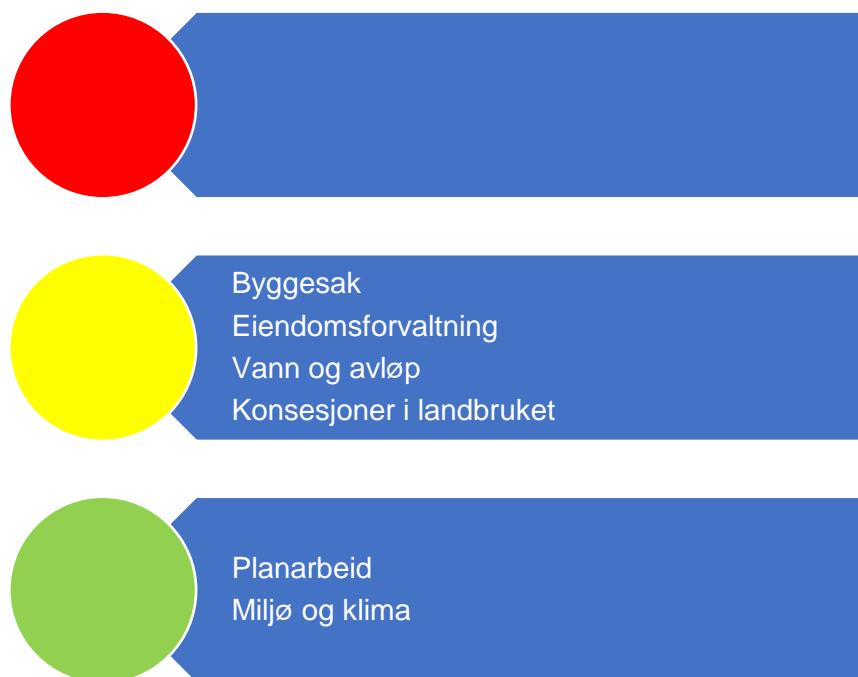 Byggesak
Eiendomsforvaltning
Vann og avløp
Konsesjoner i landbruket
Planarbeid
Miljø og klima